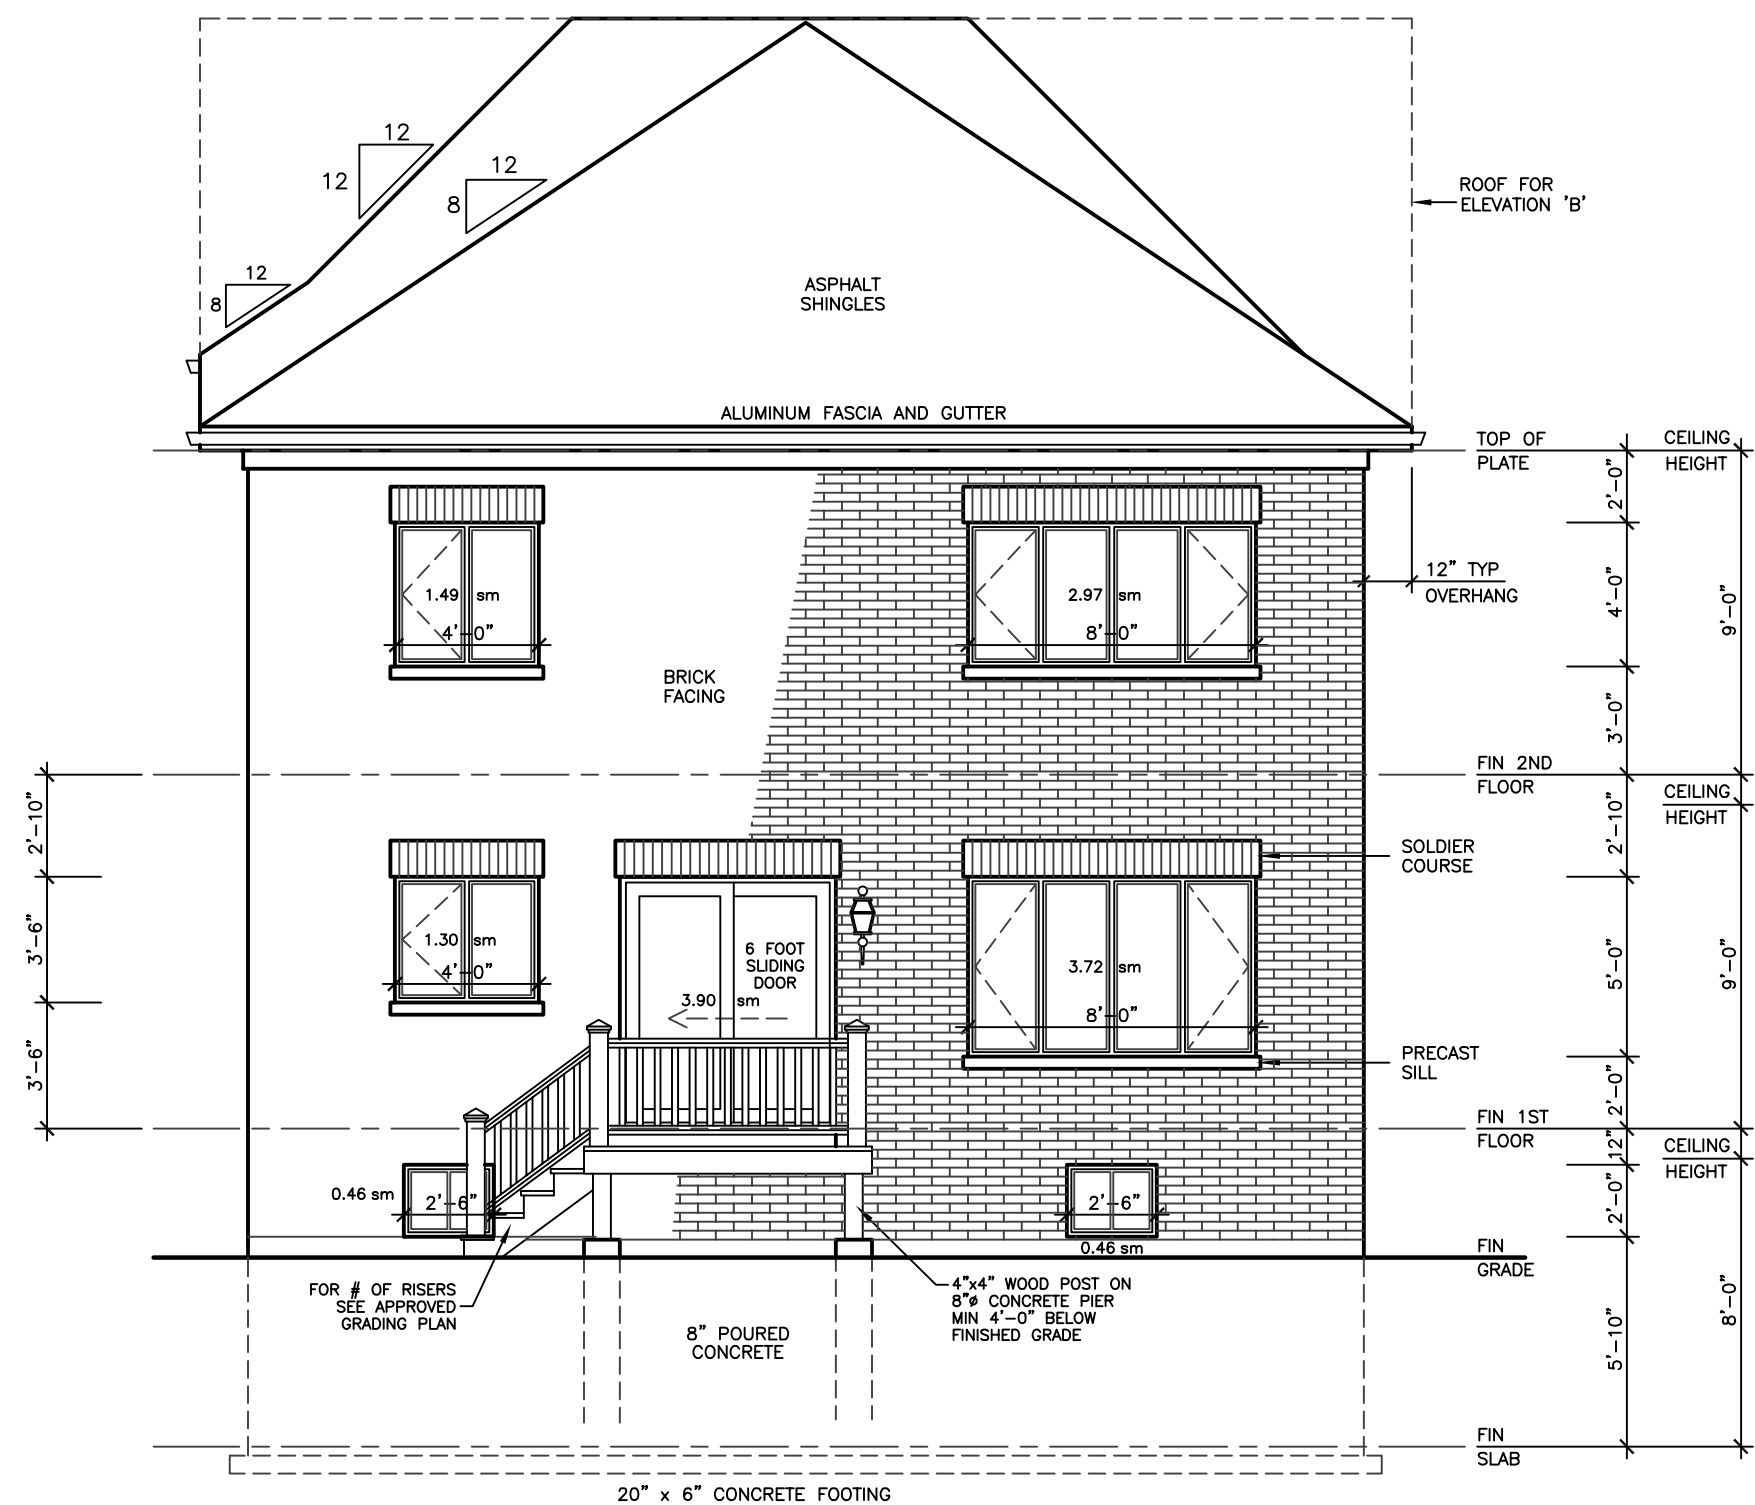 12
12
12
8
12
8
ROOF FOR
ELEVATION 'B'
ASPHALT
SHINGLES
ALUMINUM FASCIA AND GUTTER
TOP OF
PLATE
CEILING
HEIGHT
2'-0"
12" TYP
OVERHANG
4'-0"
9'-0"
1.49 sm
4'-0"
2.97 sm
8'-0"
BRICK
FACING
3'-0"
FIN 2ND
FLOOR
CEILING
HEIGHT
2'-10"
2'-10"
SOLDIER
COURSE
3'-6"
1.30 sm
4'-0"
6 FOOT
SLIDING
DOOR
3.90 sm
3.72 sm
8'-0"
5'-0"
9'-0"
3'-6"
PRECAST
SILL
2'-0"
FIN 1ST
FLOOR
12"
CEILING
HEIGHT
0.46 sm
2'-6"
2'-6"
0.46 sm
2'-0"
FIN
GRADE
FOR # OF RISERS
SEE APPROVED
GRADING PLAN
4"x4" WOOD POST ON
8"ø CONCRETE PIER
MIN 4'-0" BELOW
FINISHED GRADE
8" POURED
CONCRETE
5'-10"
8'-0"
FIN
SLAB
20" x 6" CONCRETE FOOTING